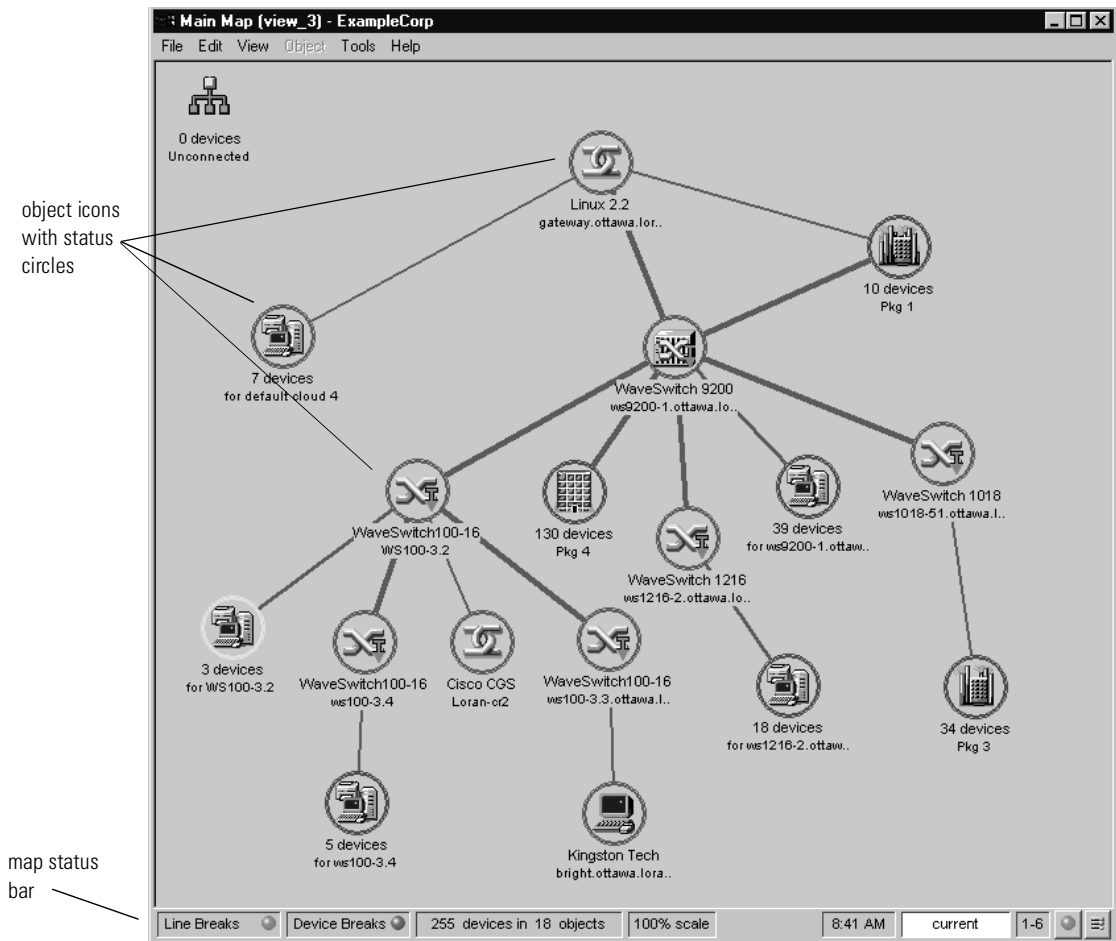 Main Map (view_3) - ExampleCorp
File Edit View Object Tools Help
0 devices
Unconnected
object icons
with status
circles
Linux 2.2
gateway.ottawa.lor..
10 devices
Pkg 1
7 devices
for default cloud 4
WaveSwitch 9200
ws9200-1.ottawa.lo..
WaveSwitch100-16
WS100-3.2
130 devices
Pkg 4
39 devices
for ws9200-1.ottaw..
WaveSwitch 1018
ws1018-51.ottawa.l..
WaveSwitch 1216
ws1216-2.ottawa.lo..
3 devices
for WS100-3.2
WaveSwitch100-16
ws100-3.4
Cisco CGS
Loran-cr2
WaveSwitch100-16
ws100-3.3.ottawa.l..
18 devices
for ws1216-2.ottaw..
34 devices
Pkg 3
5 devices
for ws100-3.4
Kingston Tech
bright.ottawa.lora..
map status
bar
Line Breaks Device Breaks 255 devices in 18 objects 100% scale 8:41 AM current 1-6